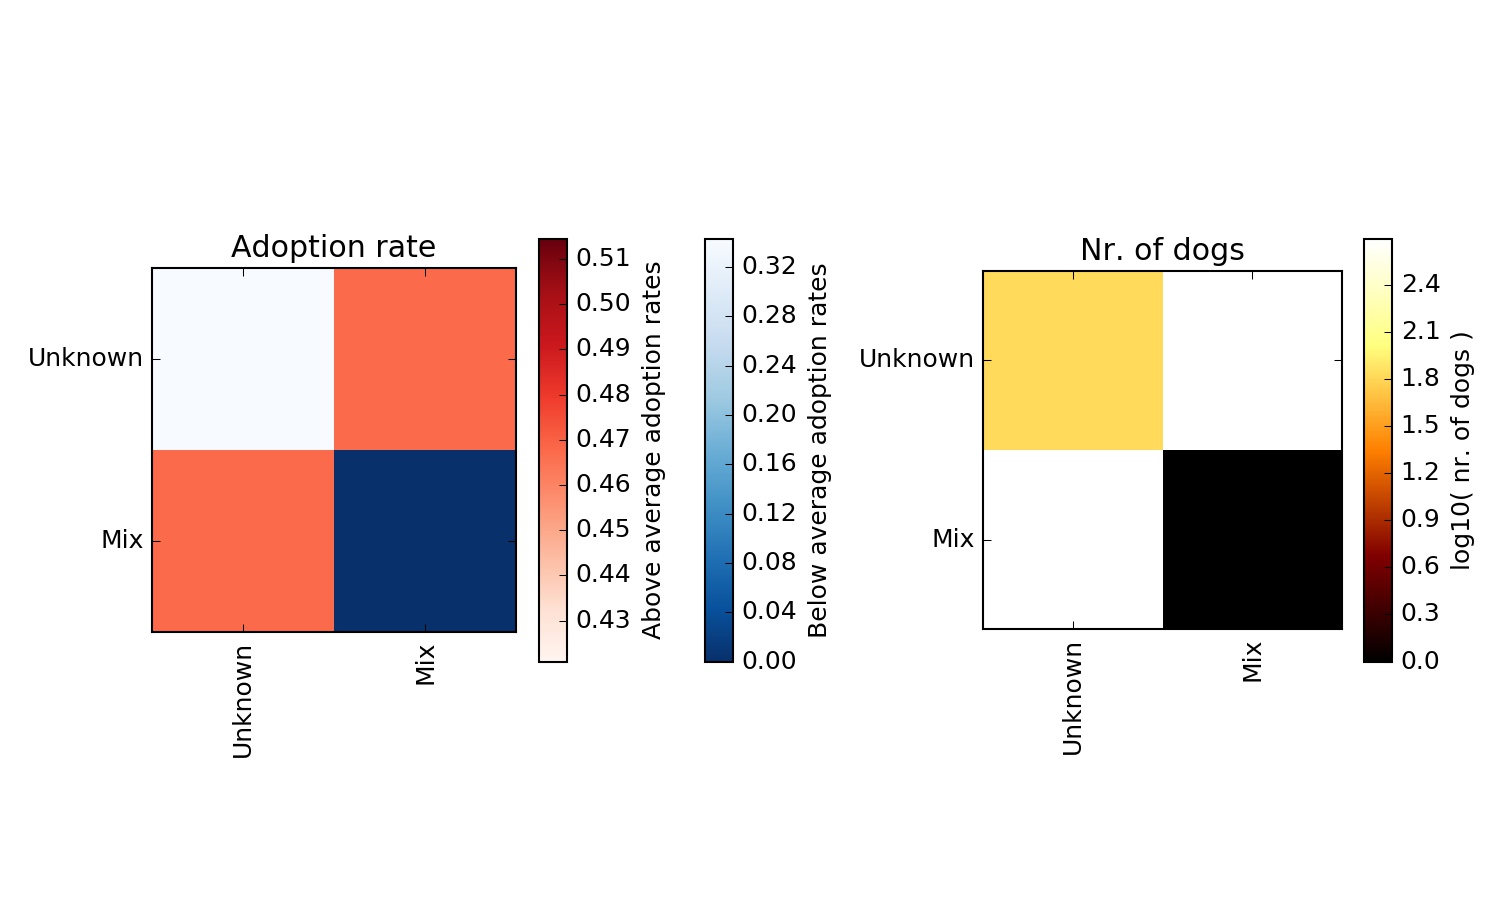 Adoption rate
Unknown
Mix
Unknown
Mix
0.51
0.50
0.49
0.48
0.47
0.46
0.45
0.44
0.43
Above average adoption rates
0.32
0.28
0.24
0.20
0.16
0.12
0.08
0.04
0.00
Below average adoption rates
Nr. of dogs
Unknown
Mix
Unknown
Mix
2.4
2.1
1.8
1.5
1.2
0.9
0.6
0.3
0.0
log10( nr. of dogs )